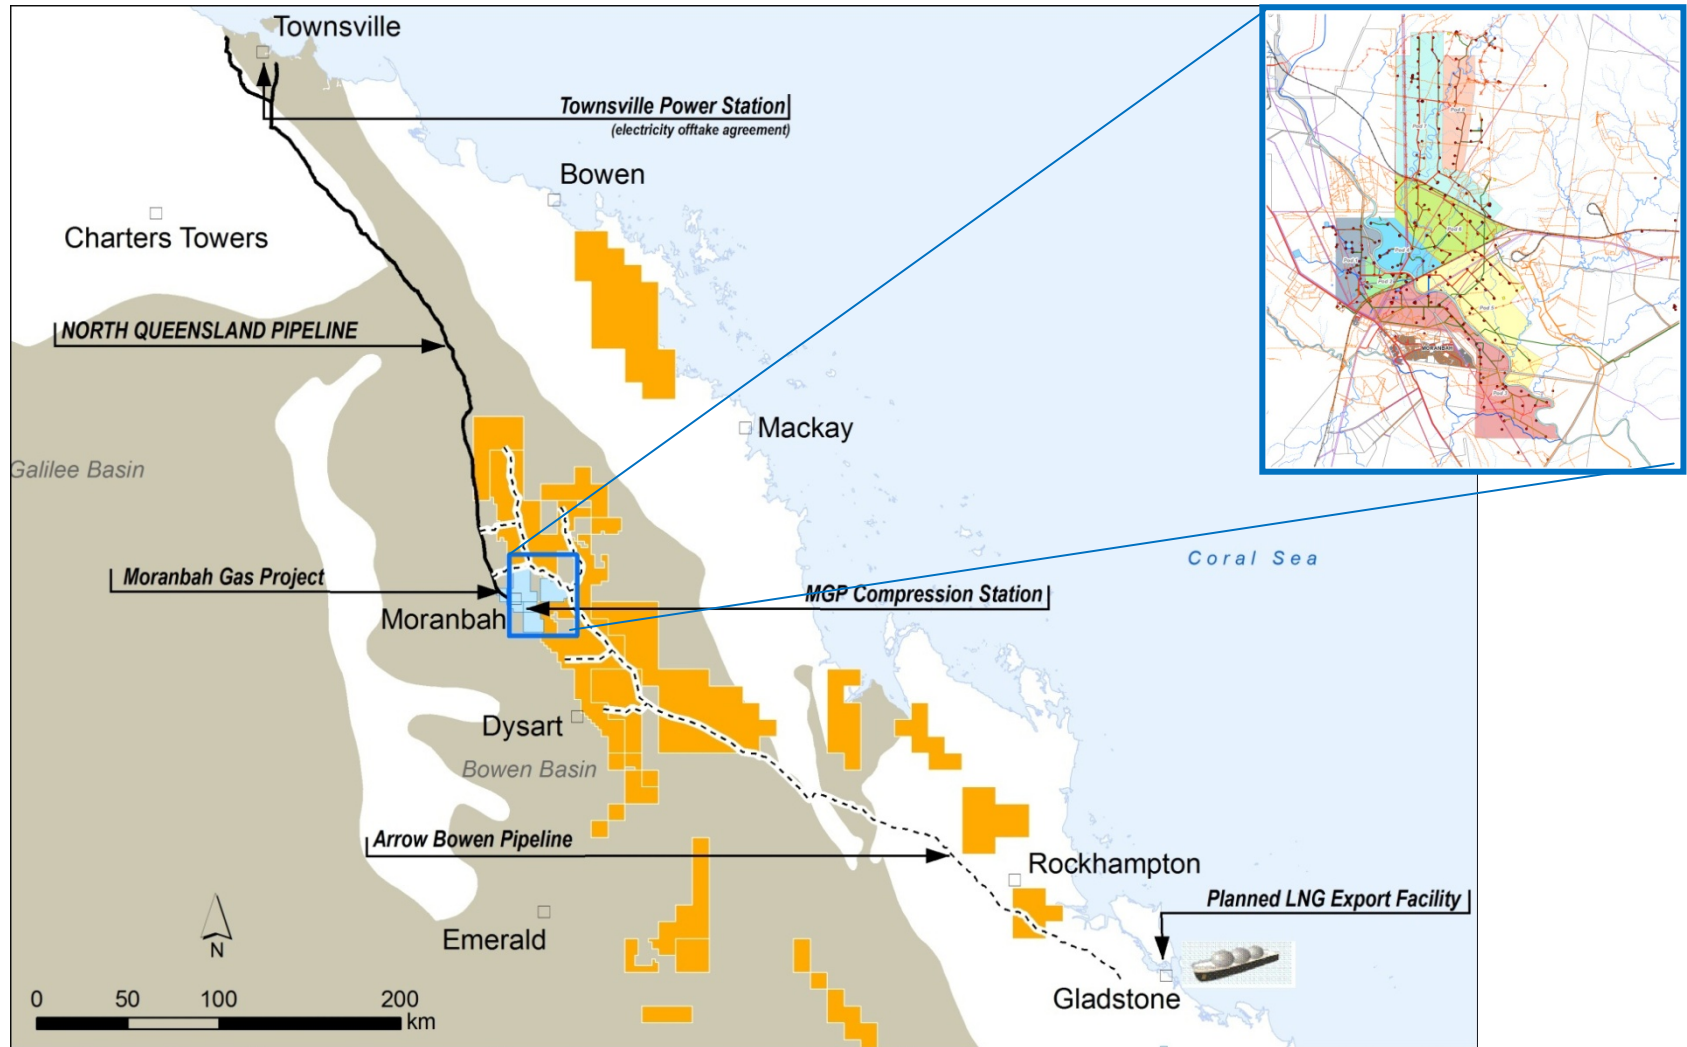 Townsville
Townsville Power Station
(electricity offtake agreement)
Bowen
Charters Towers
NORTH QUEENSLAND PIPELINE
Mackay
Galilee Basin
Coral Sea
Moranbah Gas Project
MGP Compression Station
Moranbah
Dysart
Bowen Basin
Arrow Bowen Pipeline
Rockhampton
Planned LNG Export Facility
Emerald
N
Gladstone
0 50 100 200
km
MORANBAH